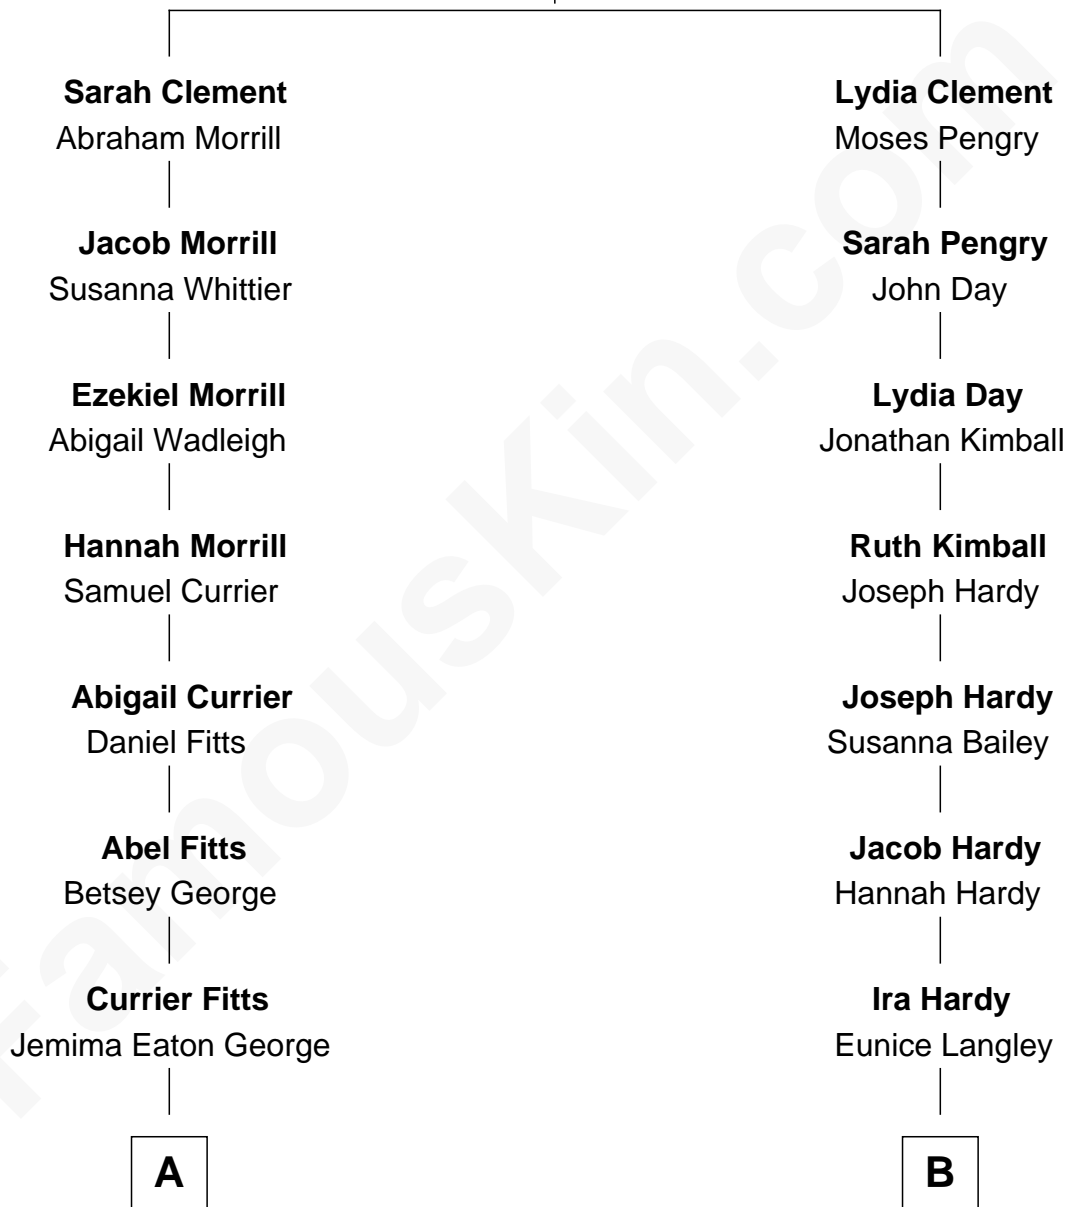 Sarah Clement
Abraham Morrill
Jacob Morrill
Susanna Whittier
Ezekiel Morrill
Abigail Wadleigh
Hannah Morrill
Samuel Currier
Abigail Currier
Daniel Fitts
Abel Fitts
Betsey George
Currier Fitts
Jemima Eaton George
A
Lydia Clement
Moses Pengry
Sarah Pengry
John Day
Lydia Day
Jonathan Kimball
Ruth Kimball
Joseph Hardy
Joseph Hardy
Susanna Bailey
Jacob Hardy
Hannah Hardy
Ira Hardy
Eunice Langley
B
FamousKin.com